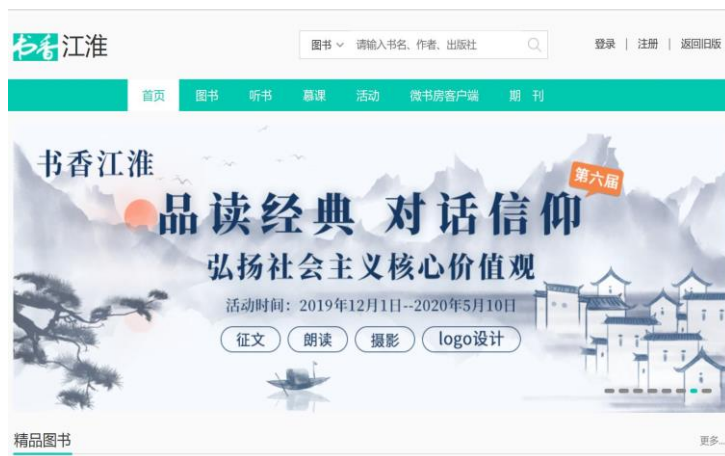 书香江淮
图书 请输入书名、作者、出版社
登录 | 注册 | 返回旧版
首页 图书 听书 慕课 活动 微书房客户端 期 刊
书香江淮
第六届
品读经典 对话信仰
弘扬社会主义核心价值观
活动时间：2019年12月1日--2020年5月10日
征文 朗读 摄影 logo设计
精品图书
更多...